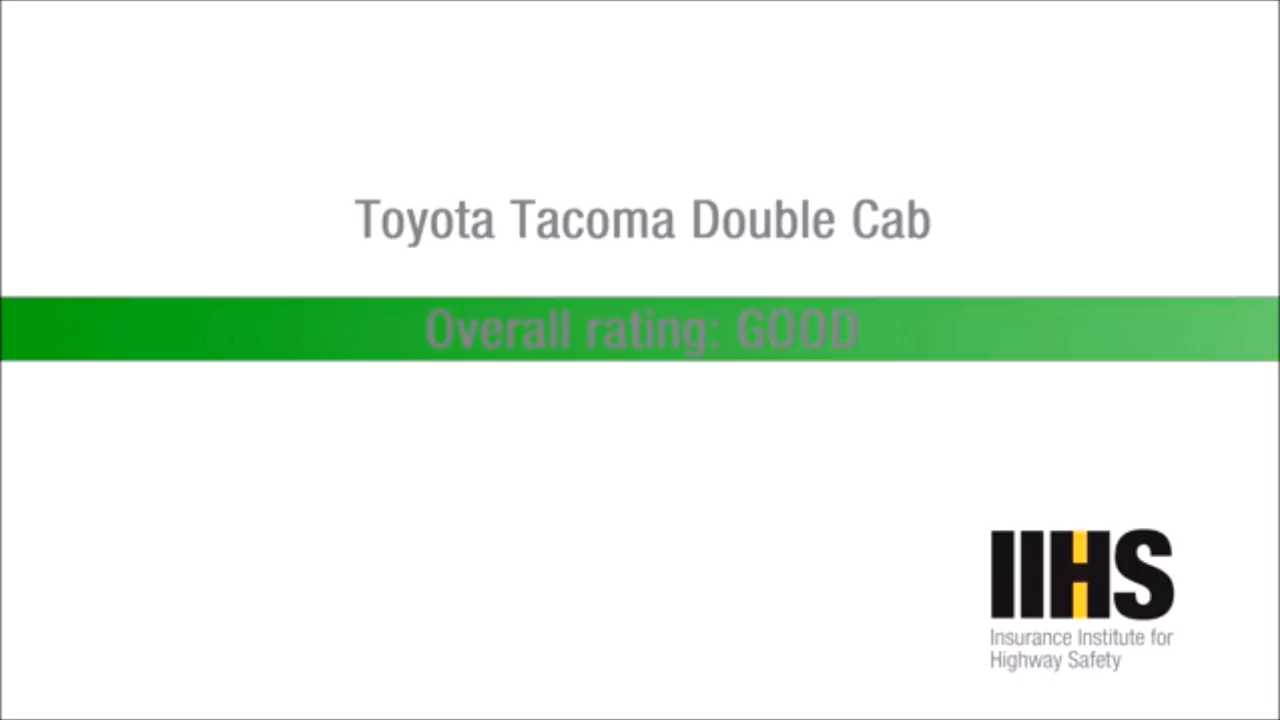 Toyota Tacoma Double Cab
Overall rating: GOOD
IIHS
Insurance Institute for
Highway Safety